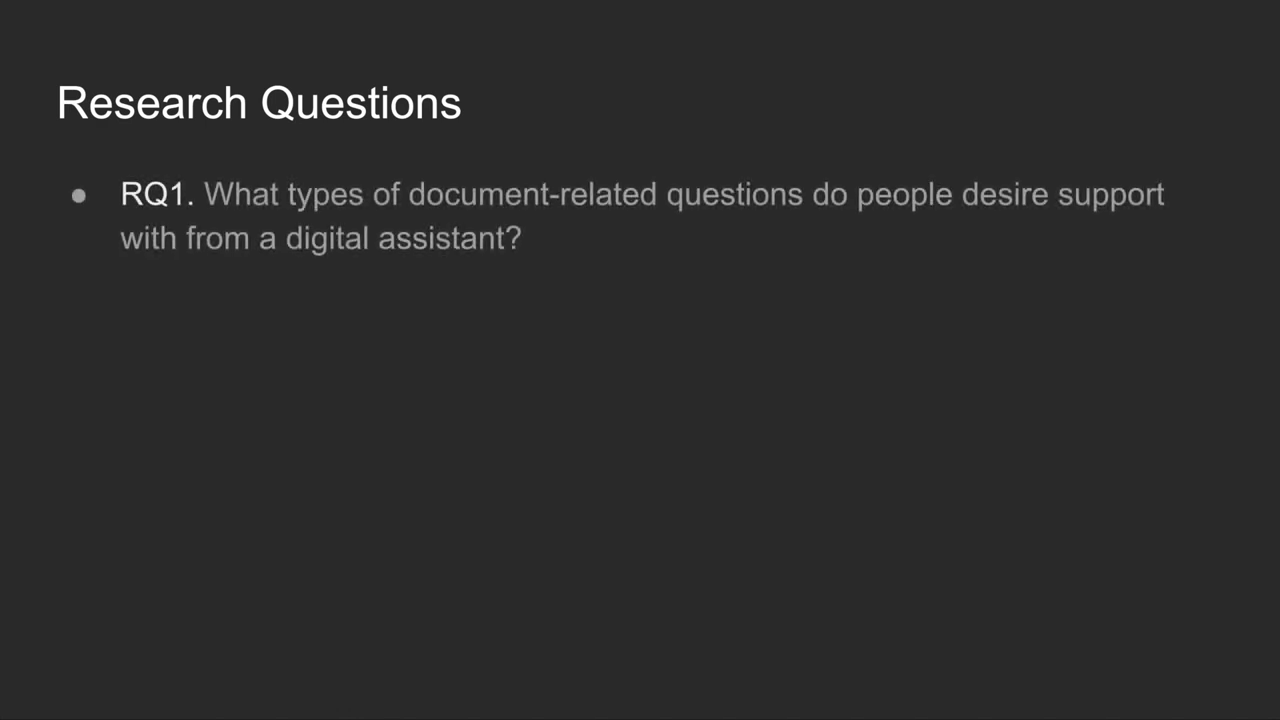 Research Questions
● RQ1. What types of document-related questions do people desire support
with from a digital assistant?